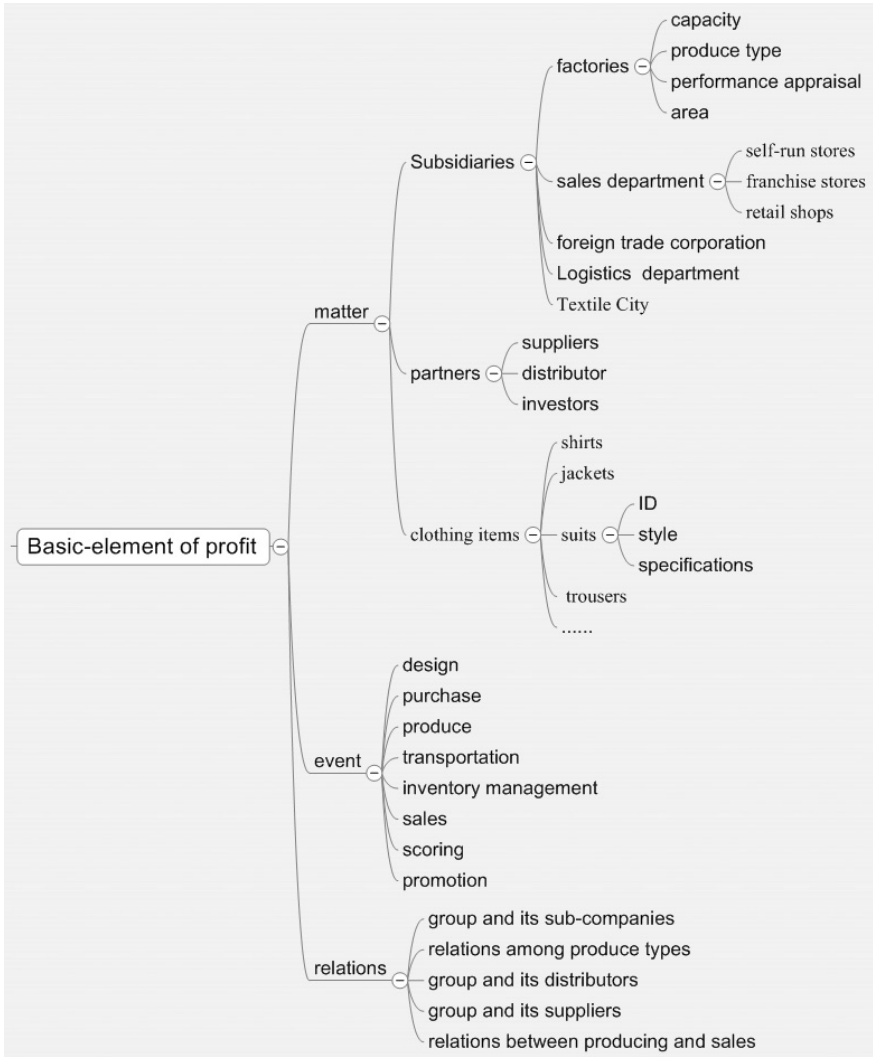 capacity
produce type
factories
performance appraisal
area
self-run stores
Subsidiaries
sales department
franchise stores
retail shops
foreign trade corporation
Logistics department
Textile City
matter
suppliers
partners
distributor
investors
shirts
jackets
ID
clothing items
suits
style
Basic-element of profit
specifications
trousers
......
design
purchase
produce
transportation
event
inventory management
sales
scoring
promotion
group and its sub-companies
relations among produce types
relations
group and its distributors
group and its suppliers
relations between producing and sales